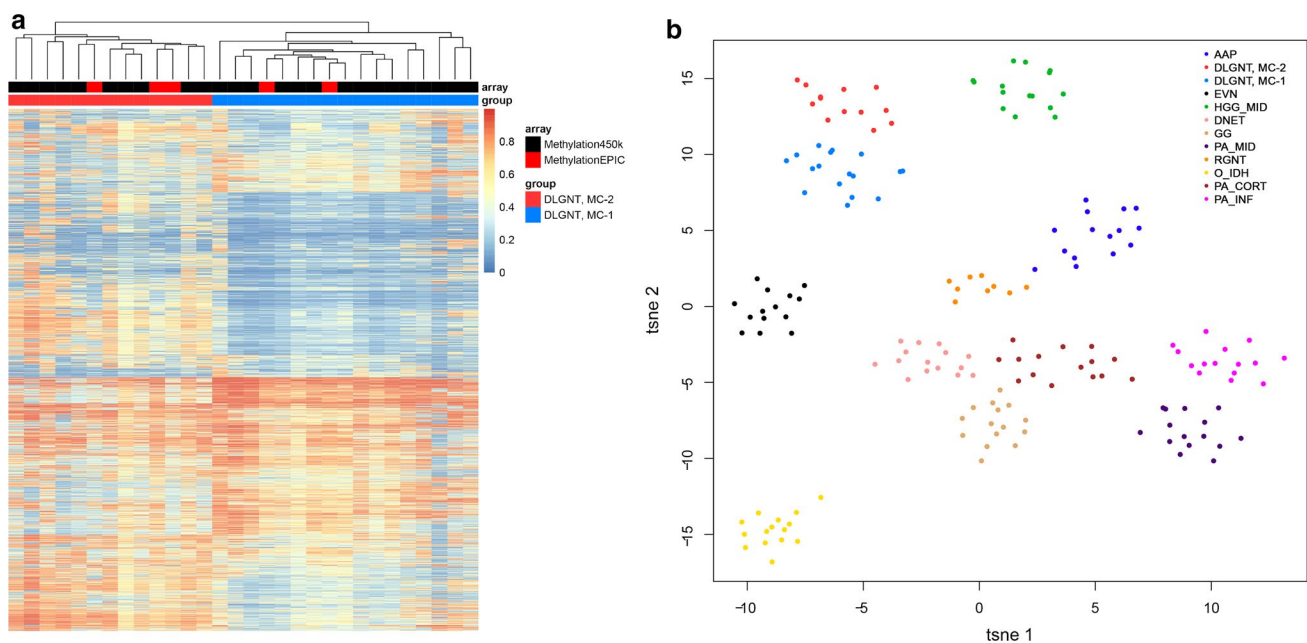 a
array
group
array
Methylation450k
MethylationEPIC
group
DLGNT, MC-2
DLGNT, MC-1
0.8
0.6
0.4
0.2
0
b
AAP
DLGNT, MC-2
DLGNT, MC-1
EVN
HGG_MID
DNET
GG
PA_MID
RGNT
O_IDH
PA_CORT
PA_INF
15
10
5
0
−5
−10
−15
tsne 2
−10 −5 0 5 10
tsne 1